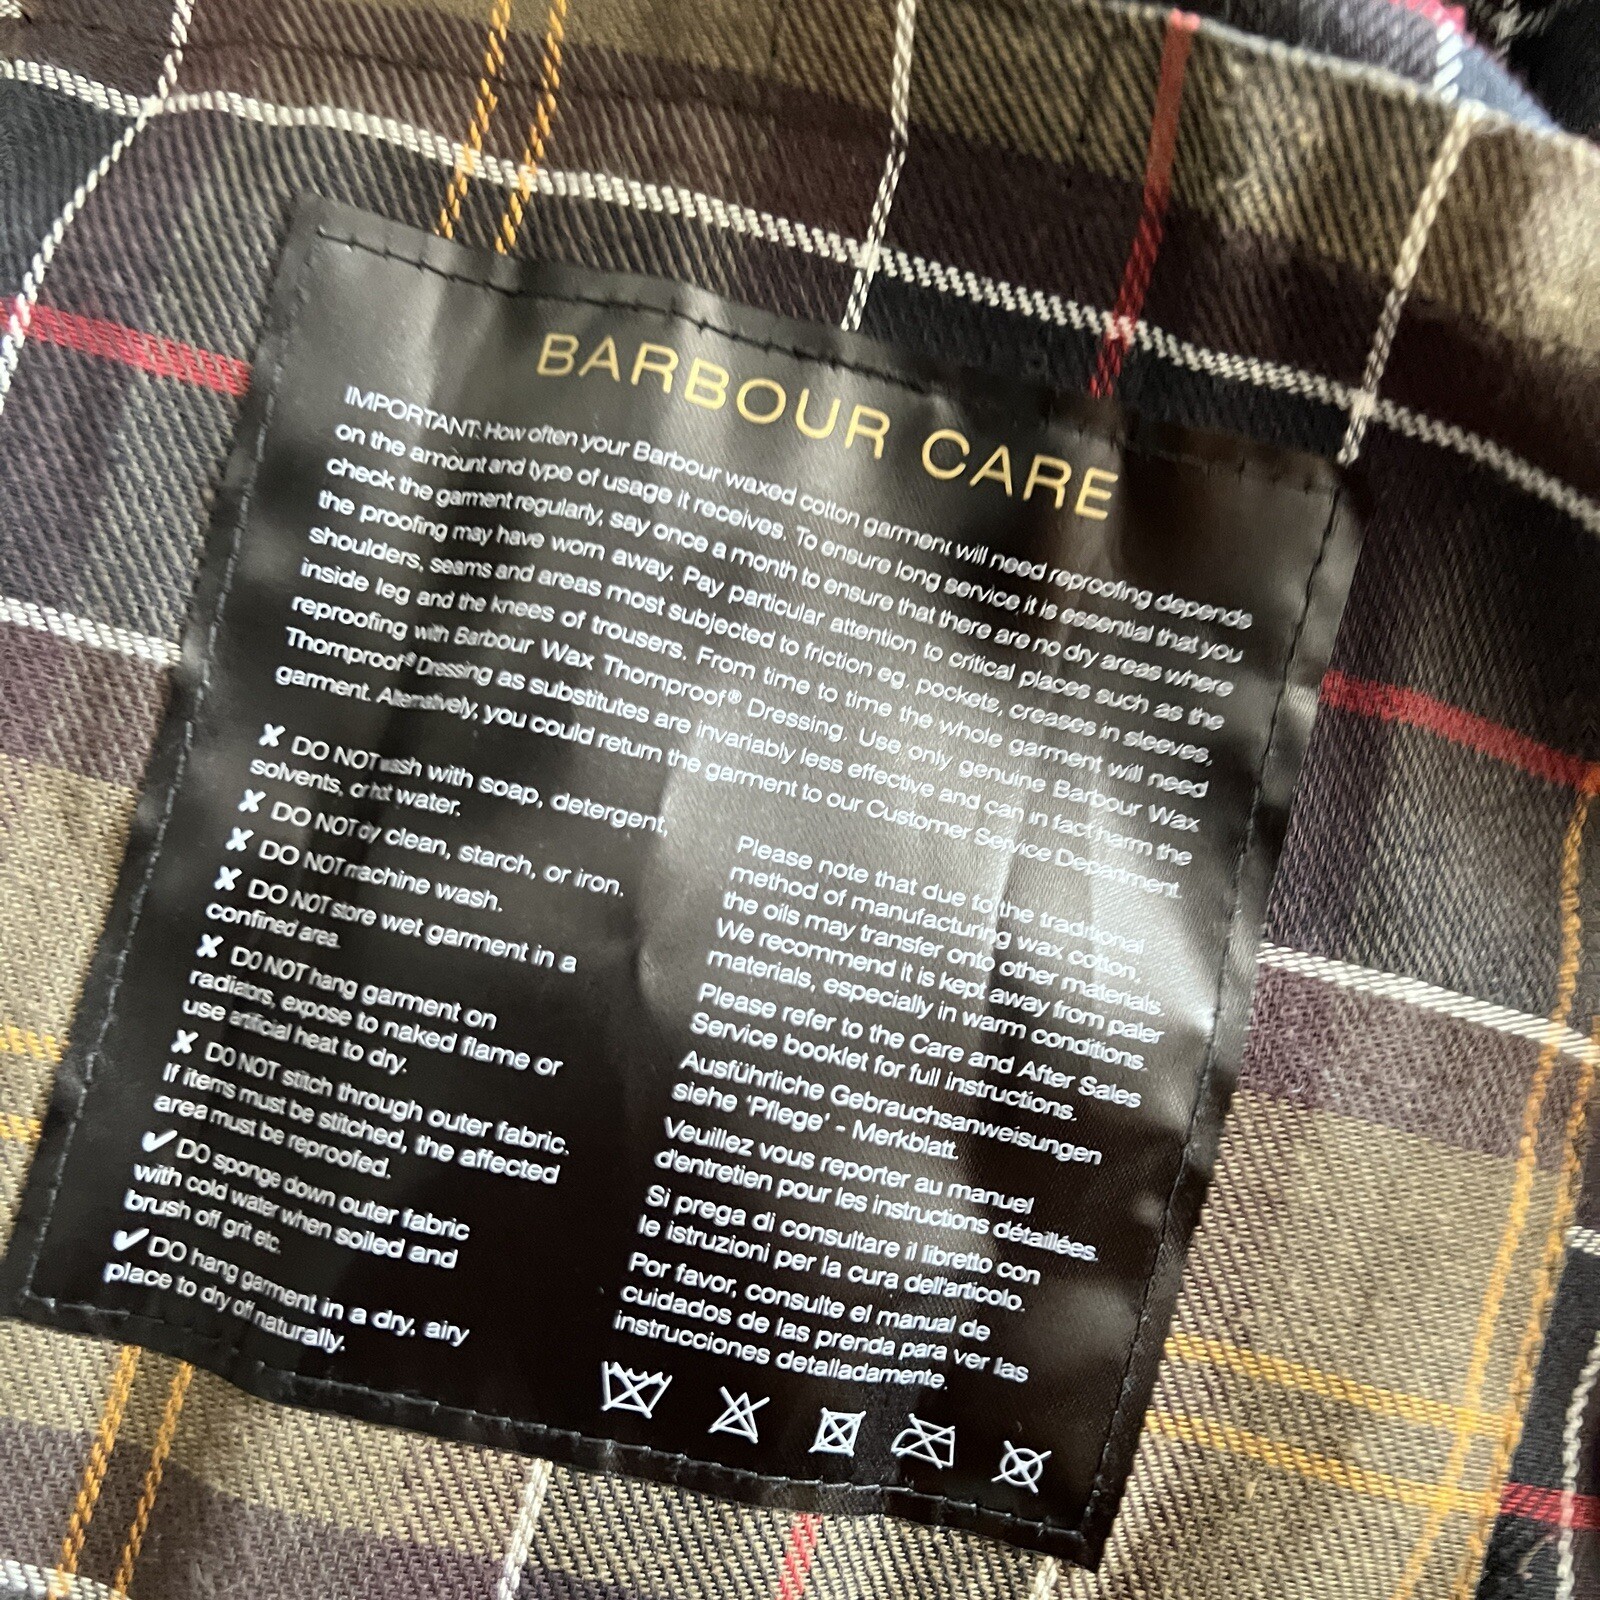 BARBOUR CARE
IMPORTANT: How often your Barbour waxed cotton garment will need reproofing depends
on the amount and type of usage it receives. To ensure long service it is essential that you
check the garment regularly, say once a month to ensure that there are no dry areas where
the proofing may have worn away. Pay particular attention to critical places such as the
shoulders, seams and areas most subjected to friction eg. pockets, creases in sleeves,
inside leg and the knees of trousers. From time to time the whole garment will need
reproofing with Barbour Wax Thornproof® Dressing. Use only genuine Barbour Wax
Thornproof® Dressing as substitutes are invariably less effective and can in fact harm the
garment. Alternatively, you could return the garment to our Customer Service Department.
✘ DO NOT wash with soap, detergent,
solvents, or hot water.
✘ DO NOT dry clean, starch, or iron.
✘ DO NOT machine wash.
✘ DO NOT store wet garment in a
confined area.
✘ DO NOT hang garment on
radiators, expose to naked flame or
use artificial heat to dry.
✘ DO NOT stitch through outer fabric.
If items must be stitched, the affected
area must be reproofed.
✔ DO sponge down outer fabric
with cold water when soiled and
brush off grit etc.
✔ DO hang garment in a dry, airy
place to dry off naturally.
Please note that due to the traditional
method of manufacturing wax cotton,
the oils may transfer onto other materials.
We recommend it is kept away from paler
materials, especially in warm conditions.
Please refer to the Care and After Sales
Service booklet for full instructions.
Ausführliche Gebrauchsanweisungen
siehe 'Pflege' - Merkblatt.
Veuillez vous reporter au manuel
d'entretien pour les instructions détaillées.
Si prega di consultare il libretto con
le istruzioni per la cura dell'articolo.
Por favor, consulte el manual de
cuidados de las prenda para ver las
instrucciones detalladamente.